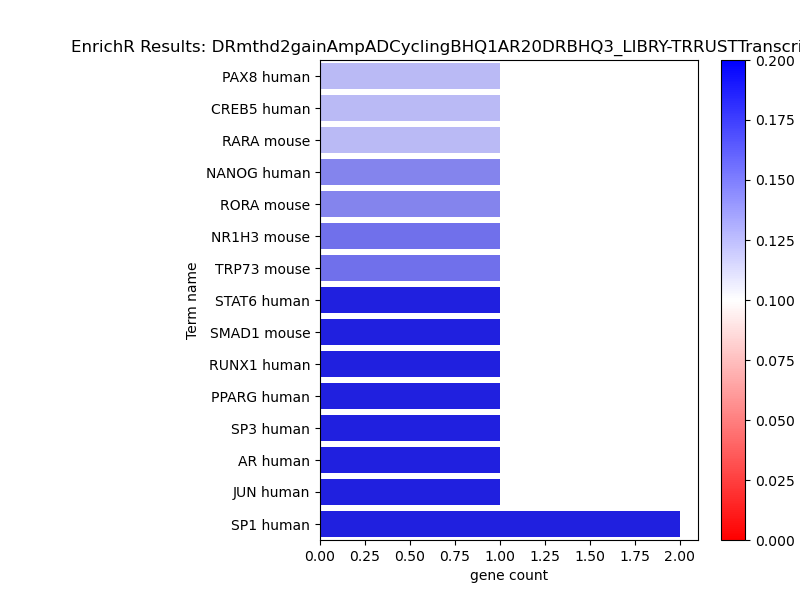 EnrichR Results: DRmthd2gainAmpADCyclingBHQ1AR20DRBHQ3_LIBRY-TRRUSTTranscri
PAX8 human
CREB5 human
RARA mouse
NANOG human
RORA mouse
NR1H3 mouse
TRP73 mouse
STAT6 human
SMAD1 mouse
RUNX1 human
PPARG human
SP3 human
AR human
JUN human
SP1 human
Term name
0.00 0.25 0.50 0.75 1.00 1.25 1.50 1.75 2.00
gene count
0.200
0.175
0.150
0.125
0.100
0.075
0.050
0.025
0.000